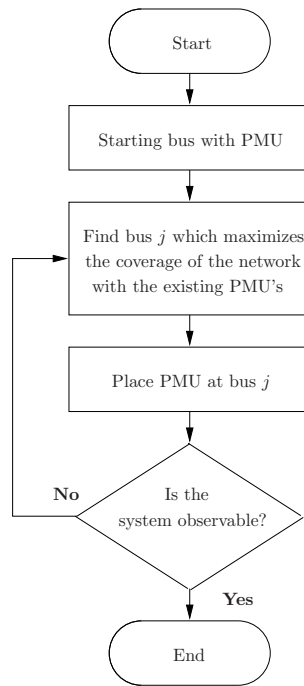 Start
Starting bus with PMU
Find bus j which maximizes
the coverage of the network
with the existing PMU's
Place PMU at bus j
No
Is the
system observable?
Yes
End